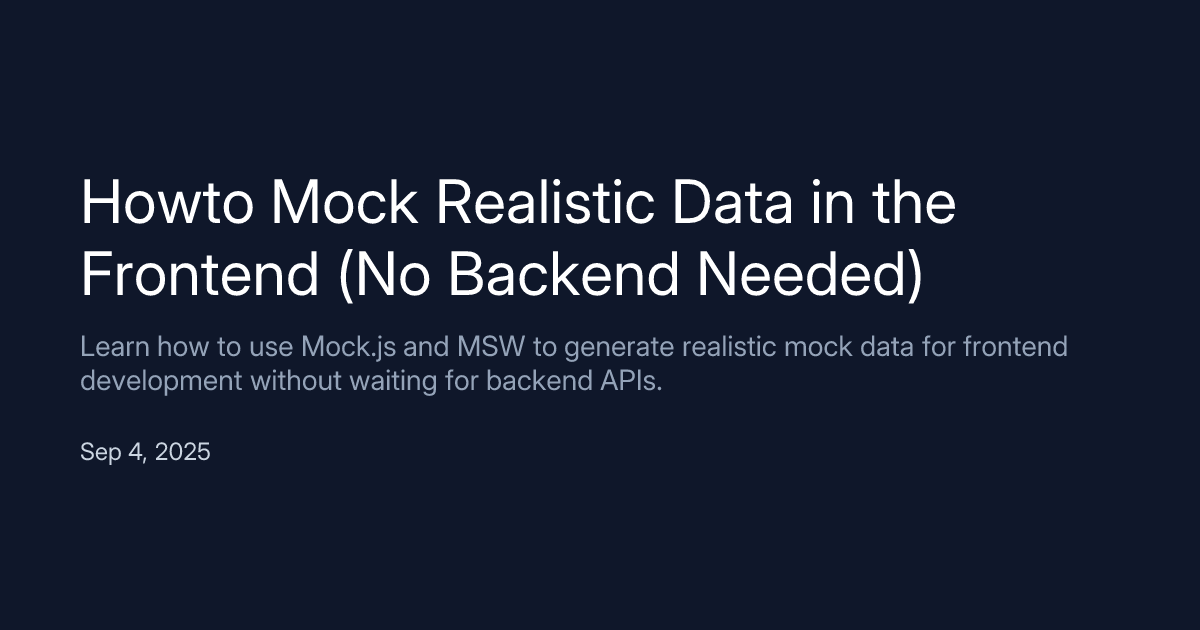 Howto Mock Realistic Data in the
Frontend (No Backend Needed)
Learn how to use Mock.js and MSW to generate realistic mock data for frontend
development without waiting for backend APIs.
Sep 4, 2025